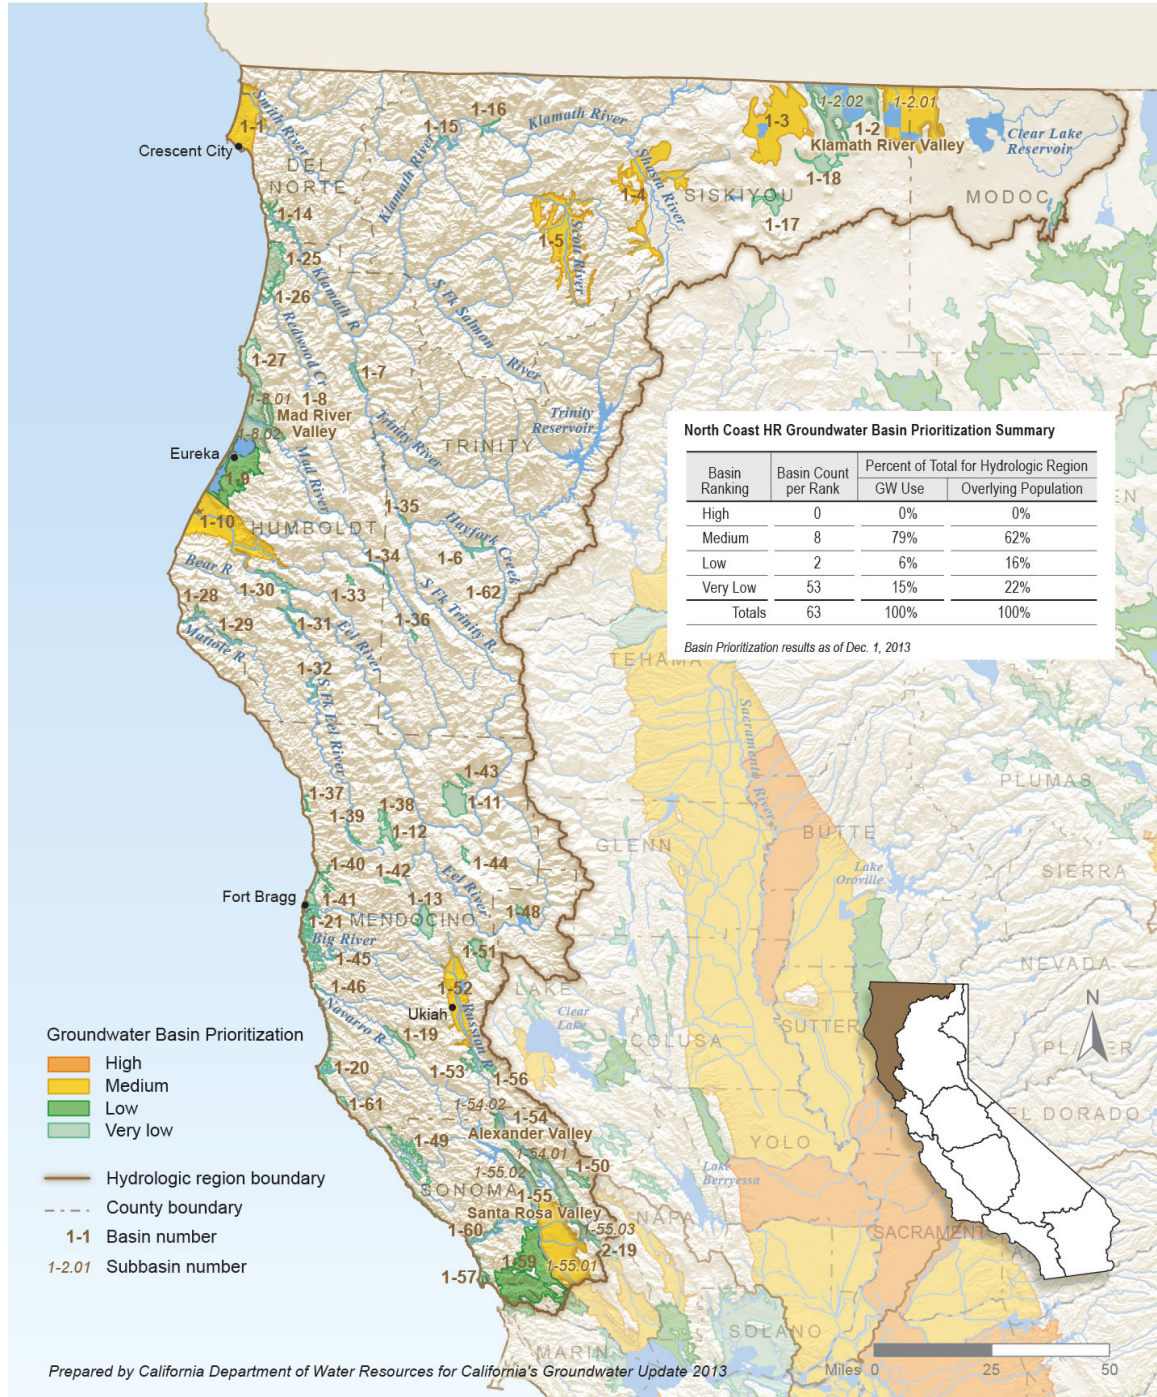 Smith River
1-1
Crescent City
DEL
NORTE
1-16
1-15
Klamath River
Klamath River
1-14
1-25
1-26
Klamath R
Redwood Cr
1-5
Scott River
1-4
Shasta River
SISKIYOU
1-3
1-2.02
1-2.01
1-2
Klamath River Valley
1-18
1-17
Clear Lake
Reservoir
MODOC
S Fk Salmon
River
1-27
1-7
1-8.01
1-8
Mad River
Valley
1-8.02
Eureka
1-9
Mad River
Trinity River
TRINITY
Trinity
Reservoir
1-10
HUMBOLDT
1-35
Hayfork Creek
1-6
1-34
1-62
Bear R
1-30
1-33
1-28
1-29
1-31
Mattole R
Eel River
1-36
S Fk Trinity R.
1-32
S Fk Eel River
North Coast HR Groundwater Basin Prioritization Summary
Basin Ranking
Basin Count per Rank
Percent of Total for Hydrologic Region
GW Use
Overlying Population
High 0 0% 0%
Medium 8 79% 62%
Low 2 6% 16%
Very Low 53 15% 22%
Totals 63 100% 100%
Basin Prioritization results as of Dec. 1, 2013
TEHAMA
Sacramento River
PLUMAS
GLENN
BUTTE
Lake
Oroville
SIERRA
1-43
1-11
1-37
1-38
1-39
1-12
1-40
1-42
1-44
Eel River
Fort Bragg
1-41
1-13
1-21
MENDOCINO
1-48
Big River
1-45
1-51
1-46
1-52
Ukiah
Russian R
Navarro R
1-19
1-20
1-53
1-56
1-61
1-54.02
1-54
Alexander Valley
1-54.01
1-49
1-55.02
1-50
SONOMA
1-55
Santa Rosa Valley
1-60
1-55.03
2-19
1-59
1-55.01
1-57
LAKE
Clear
Lake
COLUSA
SUTTER
NEVADA
PLACER
EL DORADO
YOLO
Lake
Berryessa
NAPA
SACRAMENTO
SOLANO
MARIN
N
Groundwater Basin Prioritization
High
Medium
Low
Very low
Hydrologic region boundary
County boundary
1-1 Basin number
1-2.01 Subbasin number
Prepared by California Department of Water Resources for California's Groundwater Update 2013
Miles 0 25 50